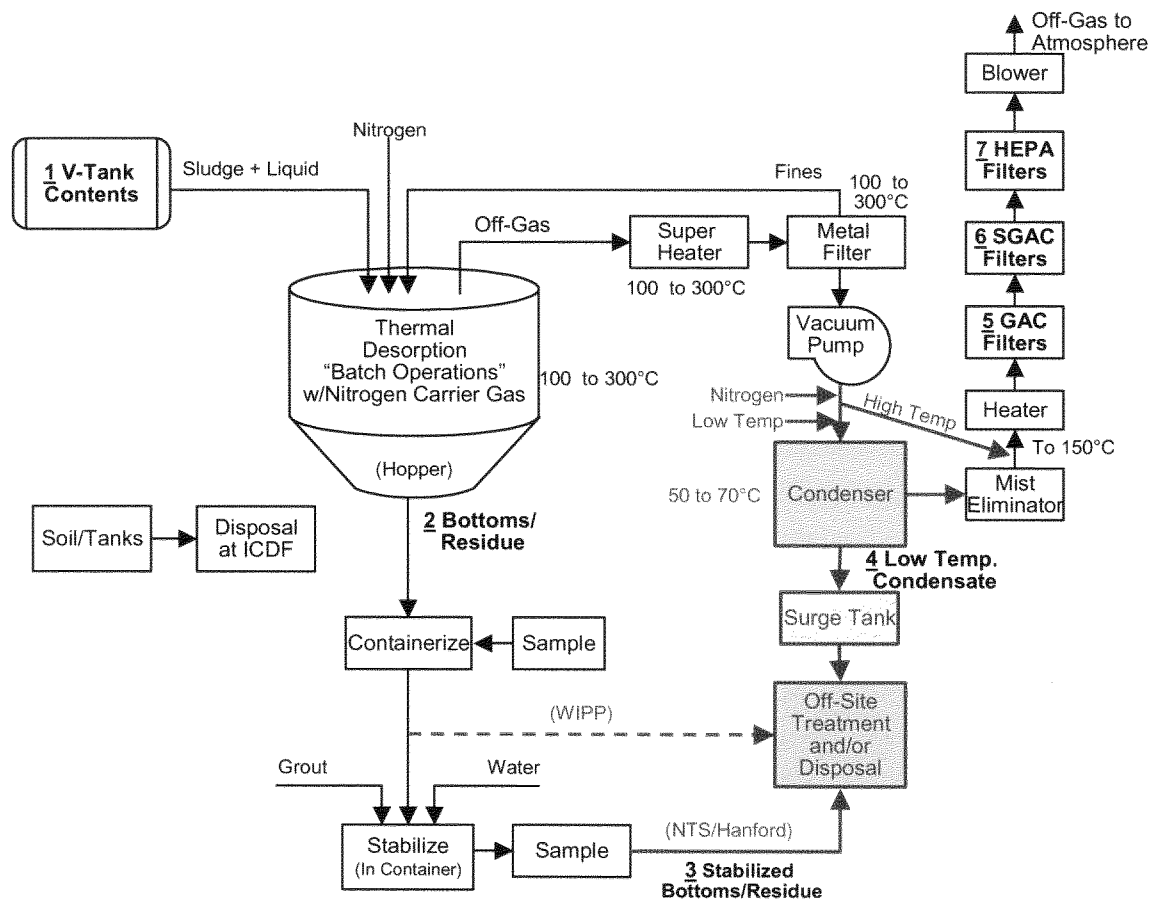 Off-Gas to
Atmosphere
Blower
7 HEPA
Filters
6 SGAC
Filters
5 GAC
Filters
Heater
To 150°C
Mist
Eliminator
Nitrogen
1 V-Tank
Contents
Sludge + Liquid
Fines
100 to
300°C
Off-Gas
Super
Heater
100 to 300°C
Metal
Filter
Thermal
Desorption
"Batch Operations"
w/Nitrogen Carrier Gas
100 to 300°C
(Hopper)
Vacuum
Pump
Nitrogen
Low Temp
High Temp
50 to 70°C
Condenser
2 Bottoms/
Residue
Soil/Tanks
Disposal
at ICDF
4 Low Temp.
Condensate
Surge Tank
Containerize
Sample
(WIPP)
Off-Site
Treatment
and/or
Disposal
Grout
Water
Stabilize
(In Container)
Sample
(NTS/Hanford)
3 Stabilized
Bottoms/Residue